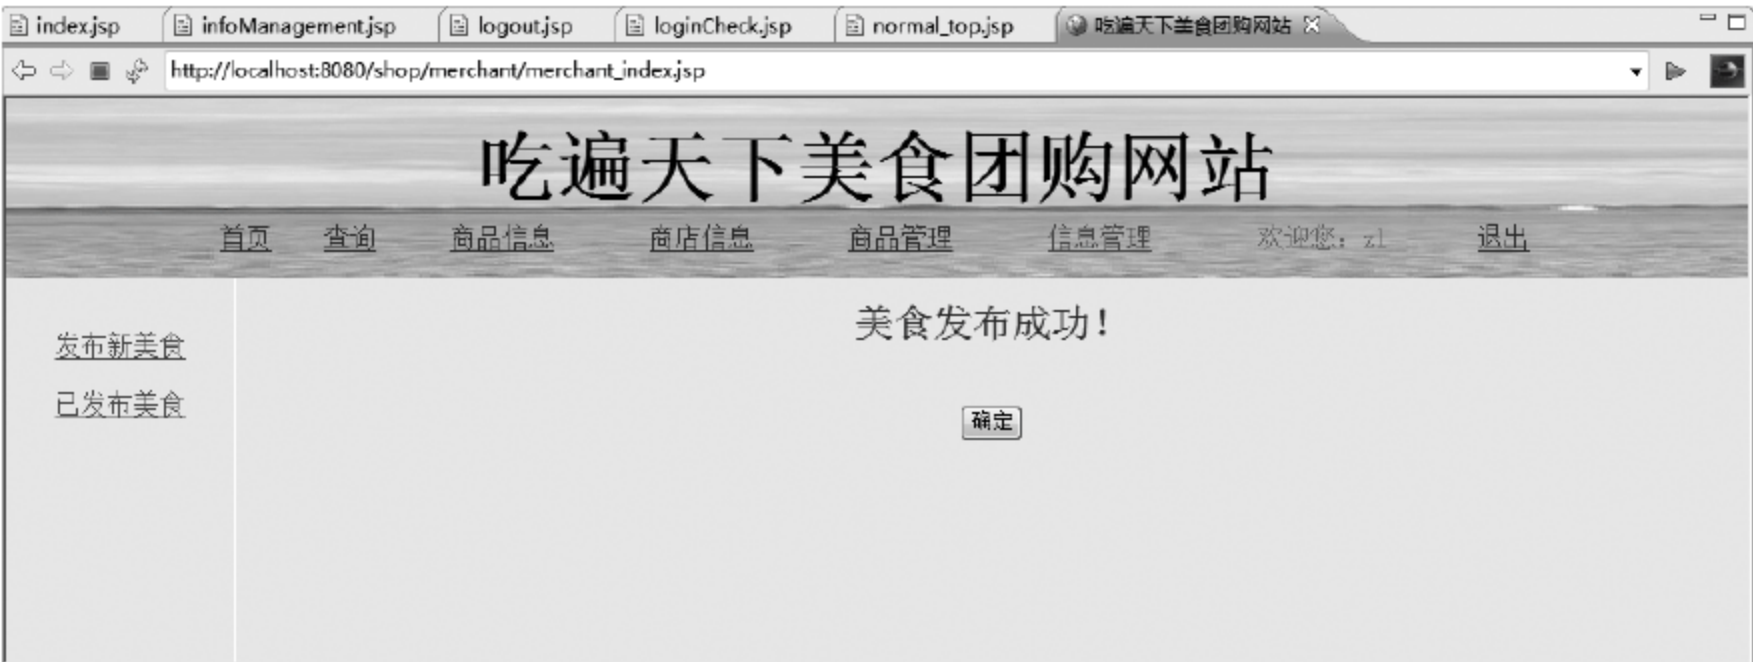 index.jsp infoManagement.jsp logout.jsp loginCheck.jsp normal_top.jsp 吃遍天下美食团购网站
http://localhost:8080/shop/merchant/merchant_index.jsp
吃遍天下美食团购网站
首页 查询 商品信息 商店信息 商品管理 信息管理 欢迎您：zl 退出
美食发布成功！
发布新美食
已发布美食
确定